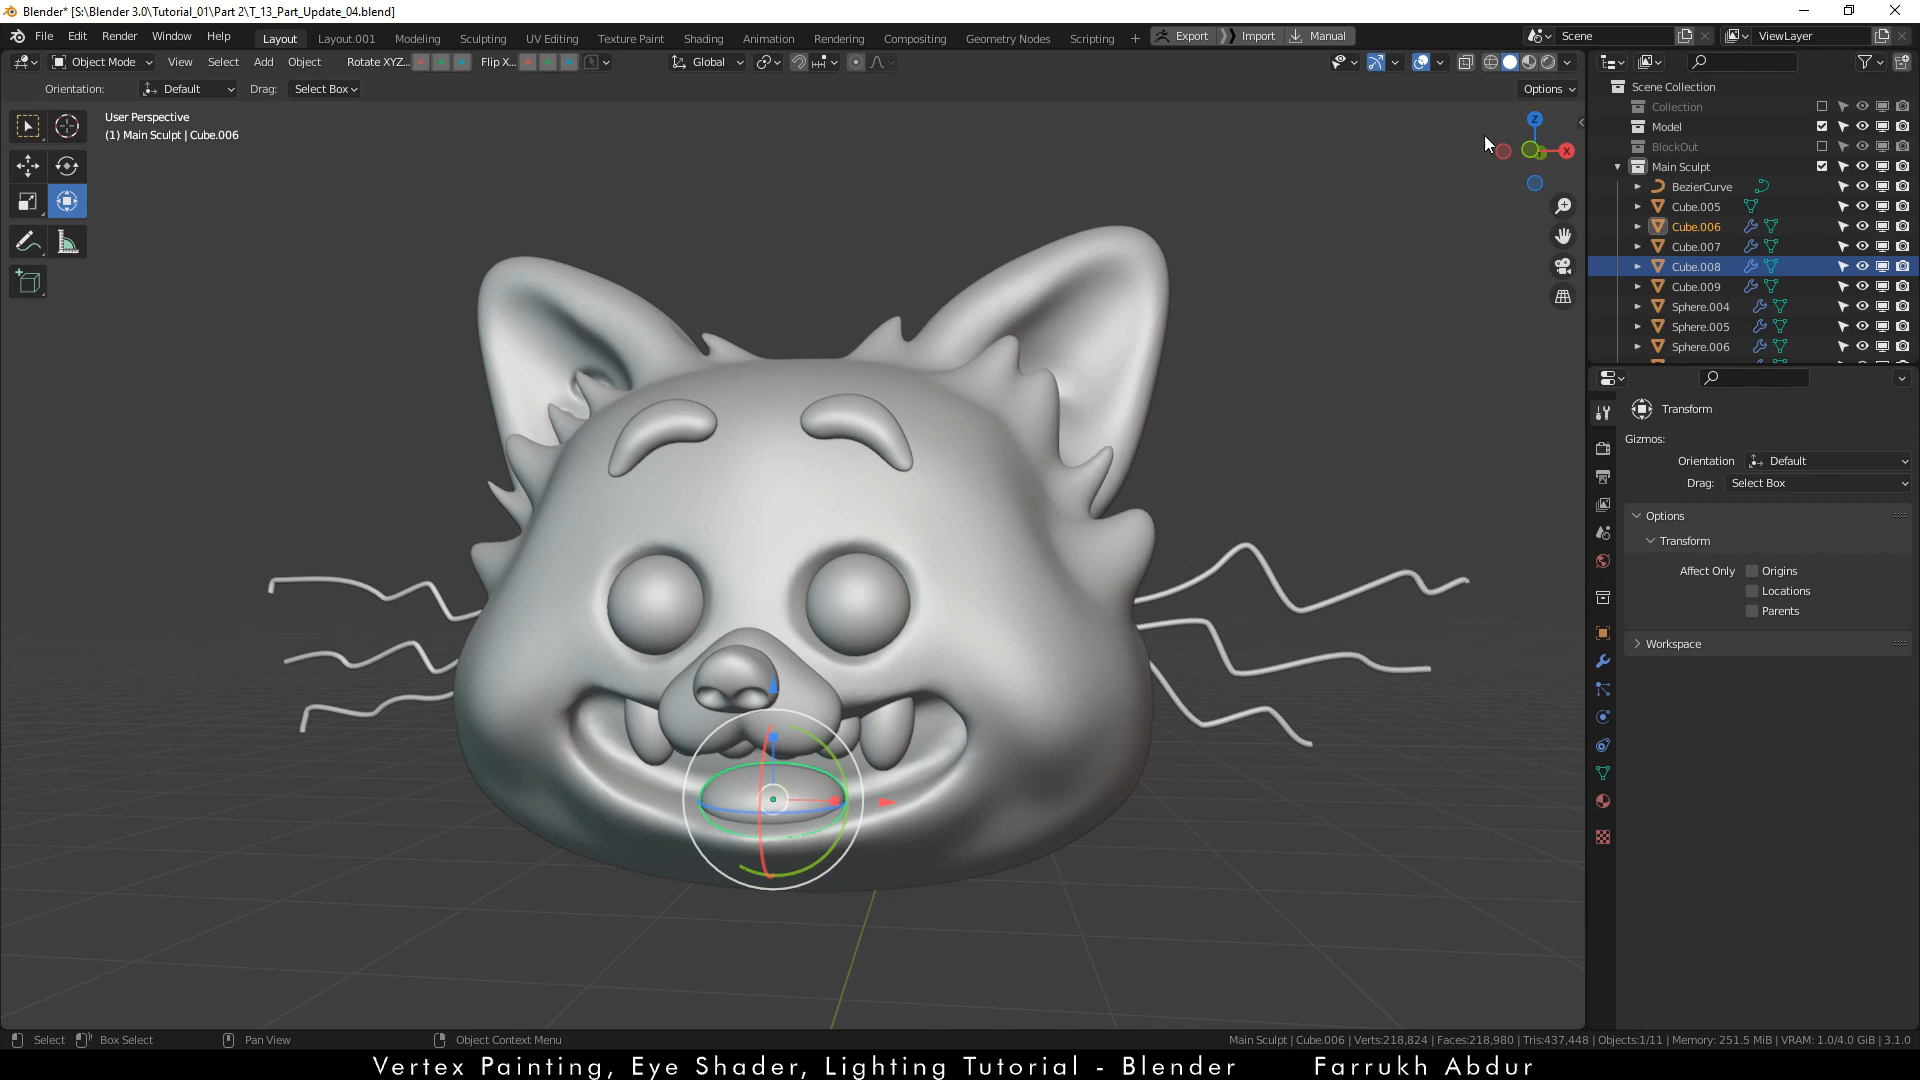 Blender* [S:\Blender 3.0\Tutorial_01\Part 2\T_13_Part_Update_04.blend]
File Edit Render Window Help Layout Layout.001 Modeling Sculpting UV Editing Texture Paint Shading Animation Rendering Compositing Geometry Nodes Scripting + Export Import Manual Scene ViewLayer
Object Mode View Select Add Object Rotate XYZ... Flip X... Global
Orientation: Default Drag: Select Box Options
User Perspective
(1) Main Sculpt | Cube.006
Z
X
Scene Collection
Collection
Model
BlockOut
Main Sculpt
BezierCurve
Cube.005
Cube.006
Cube.007
Cube.008
Cube.009
Sphere.004
Sphere.005
Sphere.006
Transform
Gizmos:
Orientation Default
Drag: Select Box
Options
Transform
Affect Only Origins
Locations
Parents
Workspace
Select Box Select Pan View Object Context Menu Main Sculpt | Cube.006 | Verts:218,824 | Faces:218,980 | Tris:437,448 | Objects:1/11 | Memory: 251.5 MiB | VRAM: 1.0/4.0 GiB | 3.1.0
Vertex Painting, Eye Shader, Lighting Tutorial - Blender Farrukh Abdur